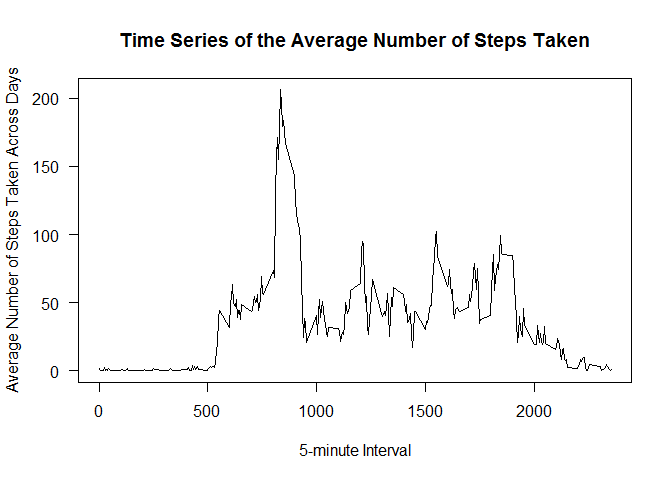 Time Series of the Average Number of Steps Taken
Average Number of Steps Taken Across Days
200
150
100
50
0
0 500 1000 1500 2000
5-minute Interval